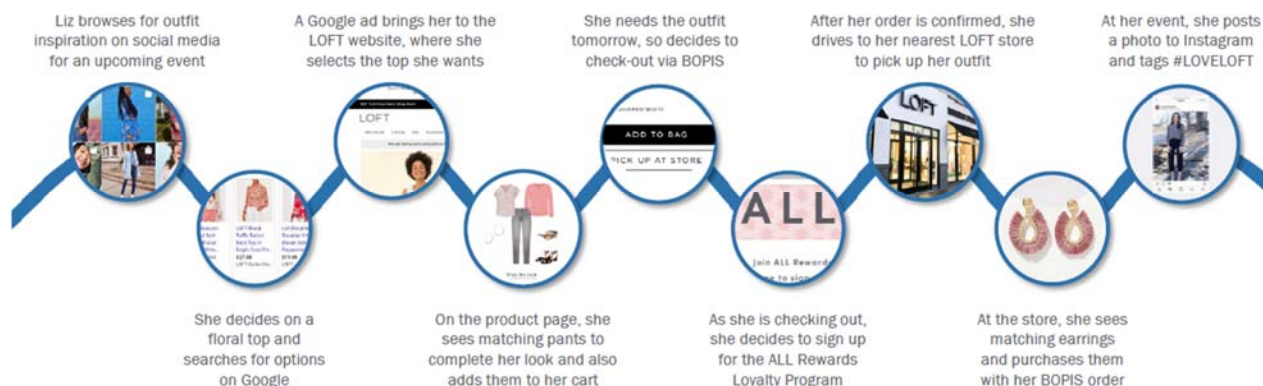 Liz browses for outfit
inspiration on social media
for an upcoming event
She decides on a
floral top and
searches for options
on Google
A Google ad brings her to the
LOFT website, where she
selects the top she wants
LOFT
On the product page, she
sees matching pants to
complete her look and also
adds them to her cart
She needs the outfit
tomorrow, so decides to
check-out via BOPIS
ADD TO BAG
PICK UP AT STORE
As she is checking out,
she decides to sign up
for the ALL Rewards
Loyalty Program
ALL
Join ALL Rewards
After her order is confirmed, she
drives to her nearest LOFT store
to pick up her outfit
LOFT
At the store, she sees
matching earrings
and purchases them
with her BOPIS order
At her event, she posts
a photo to Instagram
and tags #LOVELOFT